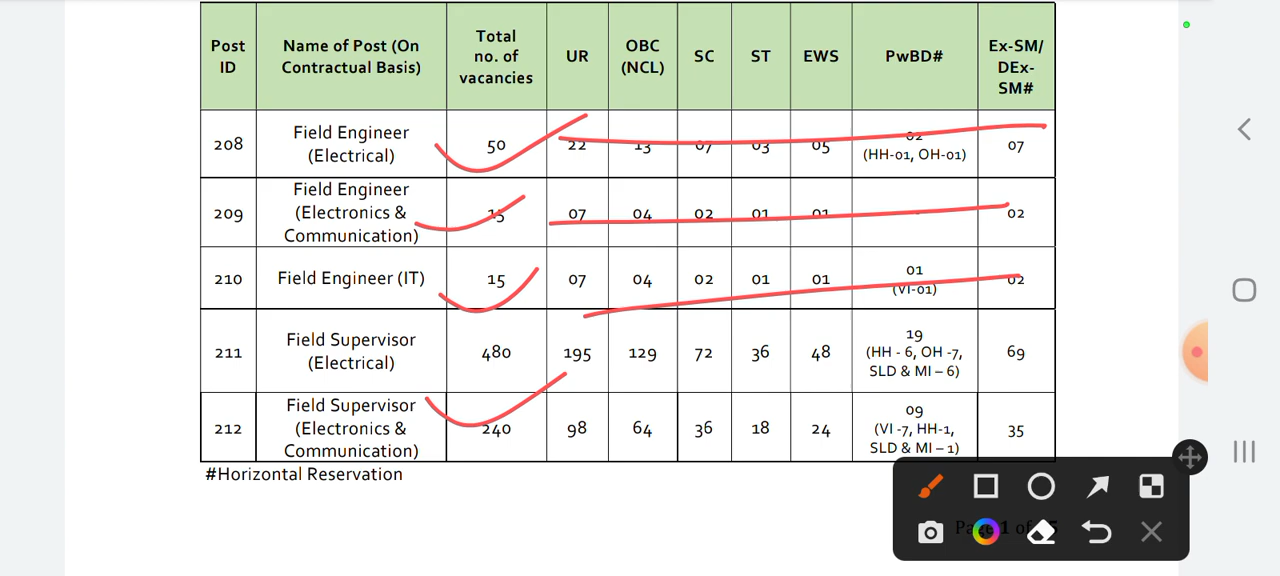 Post ID
Name of Post (On Contractual Basis)
Total no. of vacancies
UR
OBC (NCL)
SC
ST
EWS
PwBD#
Ex-SM/ DEx- SM#
208
Field Engineer (Electrical)
50
22
13
07
03
05
02 (HH-01, OH-01)
07
209
Field Engineer (Electronics & Communication)
15
07
04
02
01
01
02
210
Field Engineer (IT)
15
07
04
02
01
01
01 (VI-01)
02
211
Field Supervisor (Electrical)
480
195
129
72
36
48
19 (HH - 6, OH -7, SLD & MI – 6)
69
212
Field Supervisor (Electronics & Communication)
240
98
64
36
18
24
09 (VI -7, HH-1, SLD & MI – 1)
35
#Horizontal Reservation